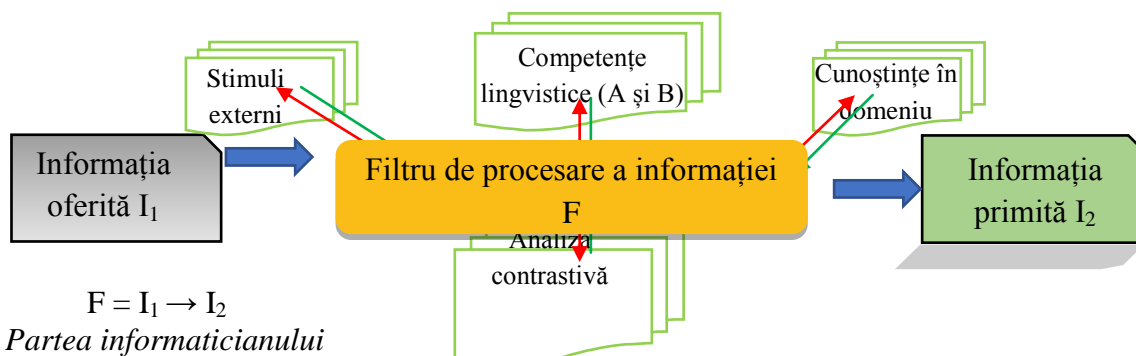 Stimuli
externi
Competențe
lingvistice (A și B)
Cunoștințe în
domeniu
Informația
oferită I₁
Filtru de procesare a informației
F
Informația
primită I₂
Analiza
contrastivă
F = I₁ → I₂
Partea informaticianului